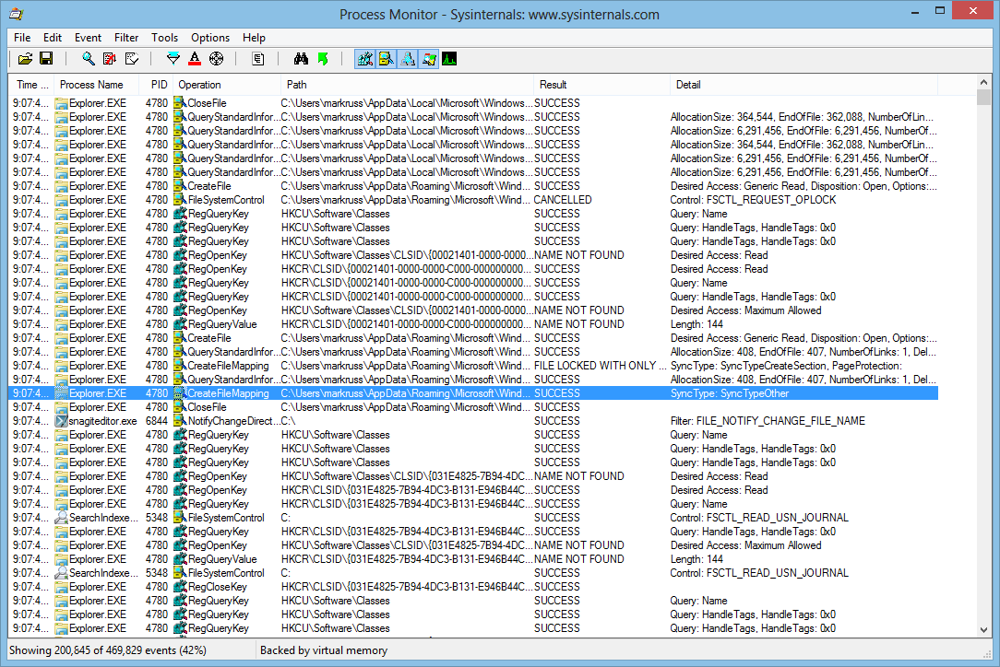 Process Monitor - Sysinternals: www.sysinternals.com
File Edit Event Filter Tools Options Help
Time ... Process Name PID Operation Path Result Detail
9:07:4... Explorer.EXE 4780 CloseFile C:\Users\markruss\AppData\Local\Microsoft\Windows... SUCCESS
9:07:4... Explorer.EXE 4780 QueryStandardInfor... C:\Users\markruss\AppData\Local\Microsoft\Windows... SUCCESS AllocationSize: 364,544, EndOfFile: 362,088, NumberOfLin...
9:07:4... Explorer.EXE 4780 QueryStandardInfor... C:\Users\markruss\AppData\Local\Microsoft\Windows... SUCCESS AllocationSize: 6,291,456, EndOfFile: 6,291,456, NumberOf...
9:07:4... Explorer.EXE 4780 QueryStandardInfor... C:\Users\markruss\AppData\Local\Microsoft\Windows... SUCCESS AllocationSize: 364,544, EndOfFile: 362,088, NumberOfLin...
9:07:4... Explorer.EXE 4780 QueryStandardInfor... C:\Users\markruss\AppData\Local\Microsoft\Windows... SUCCESS AllocationSize: 6,291,456, EndOfFile: 6,291,456, NumberOf...
9:07:4... Explorer.EXE 4780 QueryStandardInfor... C:\Users\markruss\AppData\Local\Microsoft\Windows... SUCCESS AllocationSize: 6,291,456, EndOfFile: 6,291,456, NumberOf...
9:07:4... Explorer.EXE 4780 CreateFile C:\Users\markruss\AppData\Roaming\Microsoft\Wind... SUCCESS Desired Access: Generic Read, Disposition: Open, Options:...
9:07:4... Explorer.EXE 4780 FileSystemControl C:\Users\markruss\AppData\Roaming\Microsoft\Wind... CANCELLED Control: FSCTL_REQUEST_OPLOCK
9:07:4... Explorer.EXE 4780 RegQueryKey HKCU\Software\Classes SUCCESS Query: Name
9:07:4... Explorer.EXE 4780 RegQueryKey HKCU\Software\Classes SUCCESS Query: HandleTags, HandleTags: 0x0
9:07:4... Explorer.EXE 4780 RegQueryKey HKCU\Software\Classes SUCCESS Query: HandleTags, HandleTags: 0x0
9:07:4... Explorer.EXE 4780 RegOpenKey HKCU\Software\Classes\CLSID\{00021401-0000-0000... NAME NOT FOUND Desired Access: Read
9:07:4... Explorer.EXE 4780 RegOpenKey HKCR\CLSID\{00021401-0000-0000-C000-000000000... SUCCESS Desired Access: Read
9:07:4... Explorer.EXE 4780 RegQueryKey HKCR\CLSID\{00021401-0000-0000-C000-000000000... SUCCESS Query: Name
9:07:4... Explorer.EXE 4780 RegQueryKey HKCR\CLSID\{00021401-0000-0000-C000-000000000... SUCCESS Query: HandleTags, HandleTags: 0x0
9:07:4... Explorer.EXE 4780 RegOpenKey HKCU\Software\Classes\CLSID\{00021401-0000-0000... NAME NOT FOUND Desired Access: Maximum Allowed
9:07:4... Explorer.EXE 4780 RegQueryValue HKCR\CLSID\{00021401-0000-0000-C000-000000000... NAME NOT FOUND Length: 144
9:07:4... Explorer.EXE 4780 CreateFile C:\Users\markruss\AppData\Roaming\Microsoft\Wind... SUCCESS Desired Access: Generic Read, Disposition: Open, Options:...
9:07:4... Explorer.EXE 4780 QueryStandardInfor... C:\Users\markruss\AppData\Roaming\Microsoft\Wind... SUCCESS AllocationSize: 408, EndOfFile: 407, NumberOfLinks: 1, Del...
9:07:4... Explorer.EXE 4780 CreateFileMapping C:\Users\markruss\AppData\Roaming\Microsoft\Wind... FILE LOCKED WITH ONLY ... SyncType: SyncTypeCreateSection, PageProtection:
9:07:4... Explorer.EXE 4780 QueryStandardInfor... C:\Users\markruss\AppData\Roaming\Microsoft\Wind... SUCCESS AllocationSize: 408, EndOfFile: 407, NumberOfLinks: 1, Del...
9:07:4... Explorer.EXE 4780 CreateFileMapping C:\Users\markruss\AppData\Roaming\Microsoft\Wind... SUCCESS SyncType: SyncTypeOther
9:07:4... Explorer.EXE 4780 CloseFile C:\Users\markruss\AppData\Roaming\Microsoft\Wind... SUCCESS
9:07:4... snagiteditor.exe 6844 NotifyChangeDirect... C:\ SUCCESS Filter: FILE_NOTIFY_CHANGE_FILE_NAME
9:07:4... Explorer.EXE 4780 RegQueryKey HKCU\Software\Classes SUCCESS Query: Name
9:07:4... Explorer.EXE 4780 RegQueryKey HKCU\Software\Classes SUCCESS Query: HandleTags, HandleTags: 0x0
9:07:4... Explorer.EXE 4780 RegQueryKey HKCU\Software\Classes SUCCESS Query: HandleTags, HandleTags: 0x0
9:07:4... Explorer.EXE 4780 RegOpenKey HKCU\Software\Classes\CLSID\{031E4825-7B94-4DC... NAME NOT FOUND Desired Access: Read
9:07:4... Explorer.EXE 4780 RegOpenKey HKCR\CLSID\{031E4825-7B94-4DC3-B131-E946B44C... SUCCESS Desired Access: Read
9:07:4... Explorer.EXE 4780 RegQueryKey HKCR\CLSID\{031E4825-7B94-4DC3-B131-E946B44C... SUCCESS Query: Name
9:07:4... SearchIndexe... 5348 FileSystemControl C: SUCCESS Control: FSCTL_READ_USN_JOURNAL
9:07:4... Explorer.EXE 4780 RegQueryKey HKCR\CLSID\{031E4825-7B94-4DC3-B131-E946B44C... SUCCESS Query: HandleTags, HandleTags: 0x0
9:07:4... Explorer.EXE 4780 RegOpenKey HKCU\Software\Classes\CLSID\{031E4825-7B94-4DC... NAME NOT FOUND Desired Access: Maximum Allowed
9:07:4... Explorer.EXE 4780 RegQueryValue HKCR\CLSID\{031E4825-7B94-4DC3-B131-E946B44C... NAME NOT FOUND Length: 144
9:07:4... SearchIndexe... 5348 FileSystemControl C: SUCCESS Control: FSCTL_READ_USN_JOURNAL
9:07:4... Explorer.EXE 4780 RegCloseKey HKCR\CLSID\{031E4825-7B94-4DC3-B131-E946B44C... SUCCESS
9:07:4... Explorer.EXE 4780 RegQueryKey HKCU\Software\Classes SUCCESS Query: Name
9:07:4... Explorer.EXE 4780 RegQueryKey HKCU\Software\Classes SUCCESS Query: HandleTags, HandleTags: 0x0
9:07:4... Explorer.EXE 4780 RegQueryKey HKCU\Software\Classes SUCCESS Query: HandleTags, HandleTags: 0x0
Showing 200,645 of 469,829 events (42%) Backed by virtual memory